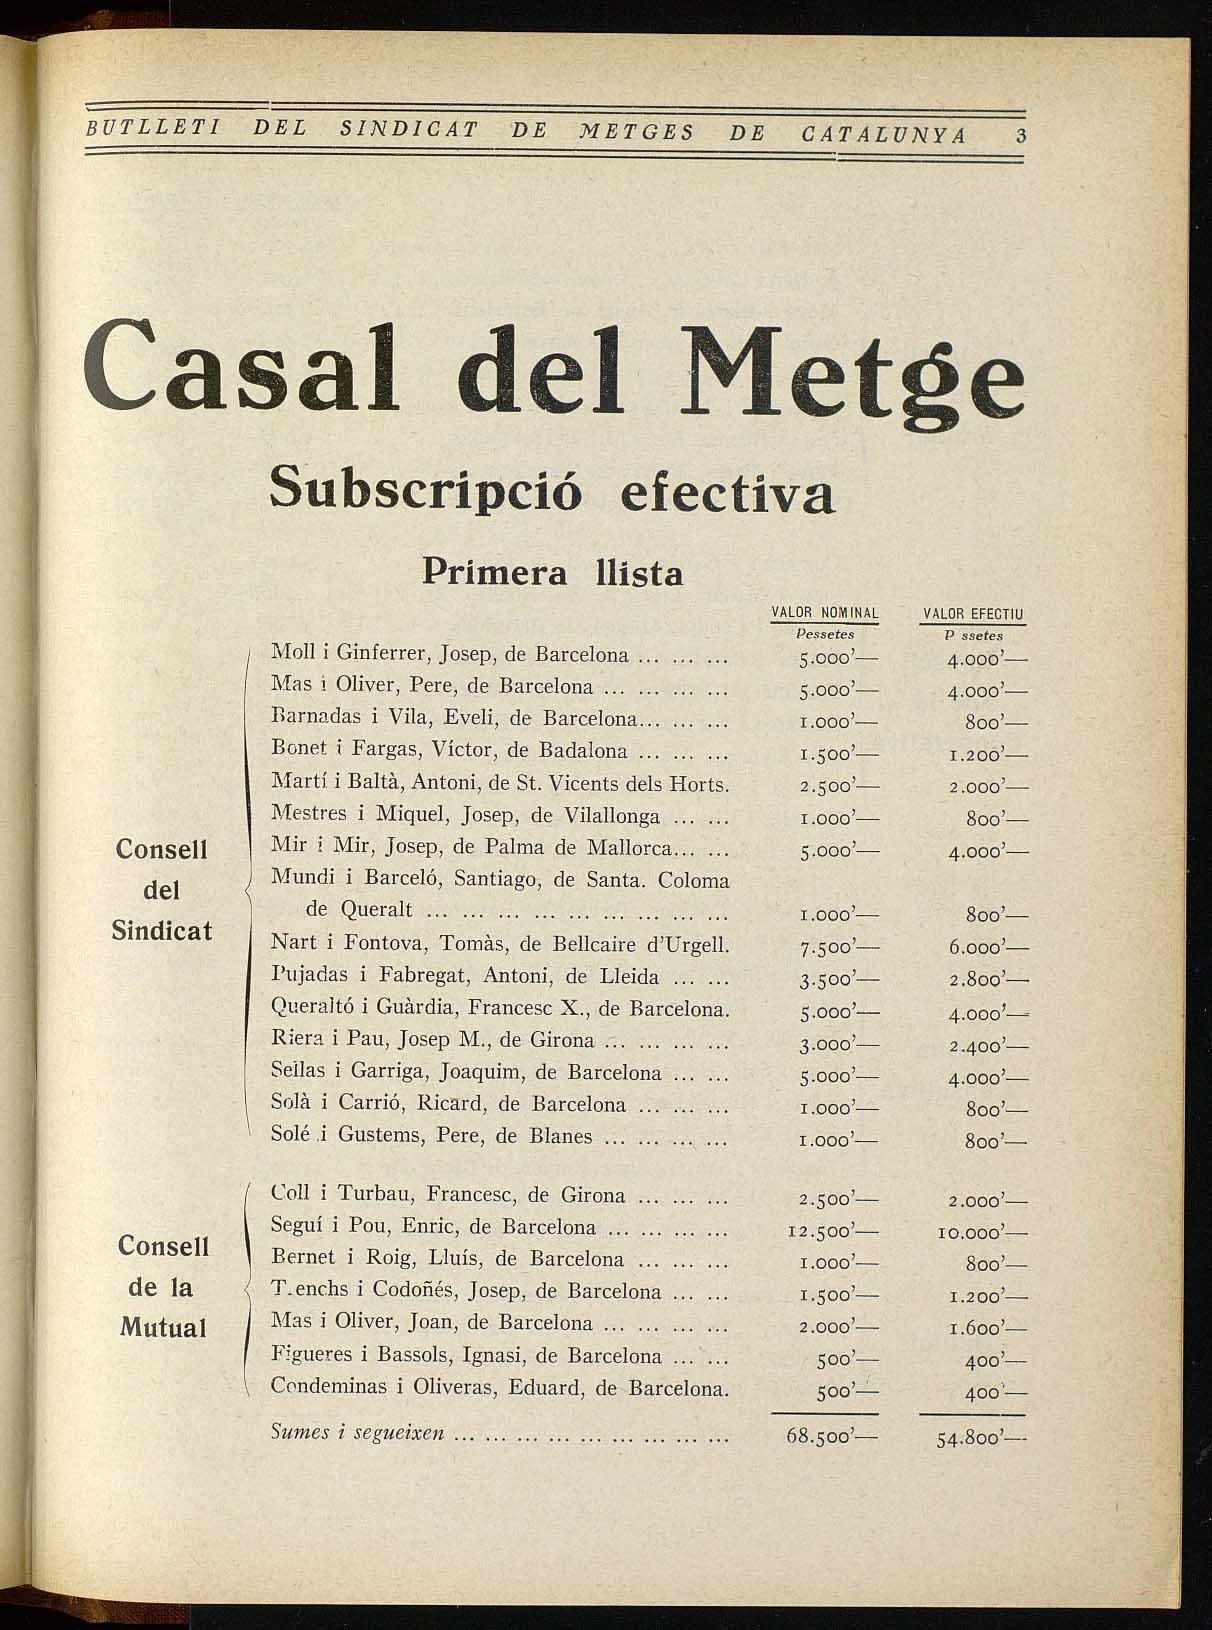 BUTLLETI DEL SINDICAT DE METGES DE CATALUNYA 3
Casal del Metge
Subscripció efectiva
Primera llista
VALOR NOMINAL VALOR EFECTIU
Pessetes P ssetes
Consell
del
Sindicat
Moll i Ginferrer, Josep, de Barcelona ... ... ... 5.000'— 4.000'—
Mas i Oliver, Pere, de Barcelona ... ... ... ... 5.000'— 4.000'—
Barnadas i Vila, Eveli, de Barcelona... ... ... 1.000'— 800'—
Bonet i Fargas, Víctor, de Badalona ... ... ... 1.500'— 1.200'—
Martí i Baltà, Antoni, de St. Vicents dels Horts. 2.500'— 2.000'—
Mestres i Miquel, Josep, de Vilallonga ... ... 1.000'— 800'—
Mir i Mir, Josep, de Palma de Mallorca... ... 5.000'— 4.000'—
Mundi i Barceló, Santiago, de Santa. Coloma
de Queralt ... ... ... ... ... ... ... ... ... 1.000'— 800'—
Nart i Fontova, Tomàs, de Bellcaire d'Urgell. 7.500'— 6.000'—
Pujadas i Fabregat, Antoni, de Lleida ... ... 3.500'— 2.800'—
Queraltó i Guàrdia, Francesc X., de Barcelona. 5.000'— 4.000'—
Riera i Pau, Josep M., de Girona ... ... ... ... 3.000'— 2.400'—
Sellas i Garriga, Joaquim, de Barcelona ... ... 5.000'— 4.000'—
Solà i Carrió, Ricard, de Barcelona ... ... ... 1.000'— 800'—
Solé i Gustems, Pere, de Blanes ... ... ... ... 1.000'— 800'—
Consell
de la
Mutual
Coll i Turbau, Francesc, de Girona ... ... ... 2.500'— 2.000'—
Seguí i Pou, Enric, de Barcelona ... ... ... ... 12.500'— 10.000'—
Bernet i Roig, Lluís, de Barcelona ... ... ... 1.000'— 800'—
T.enchs i Codoñés, Josep, de Barcelona ... ... 1.500'— 1.200'—
Mas i Oliver, Joan, de Barcelona ... ... ... ... 2.000'— 1.600'—
Figueres i Bassols, Ignasi, de Barcelona ... ... 500'— 400'—
Condeminas i Oliveras, Eduard, de Barcelona. 500'— 400'—
Sumes i segueixen ... ... ... ... ... ... ... ... ... 68.500'— 54.800'—